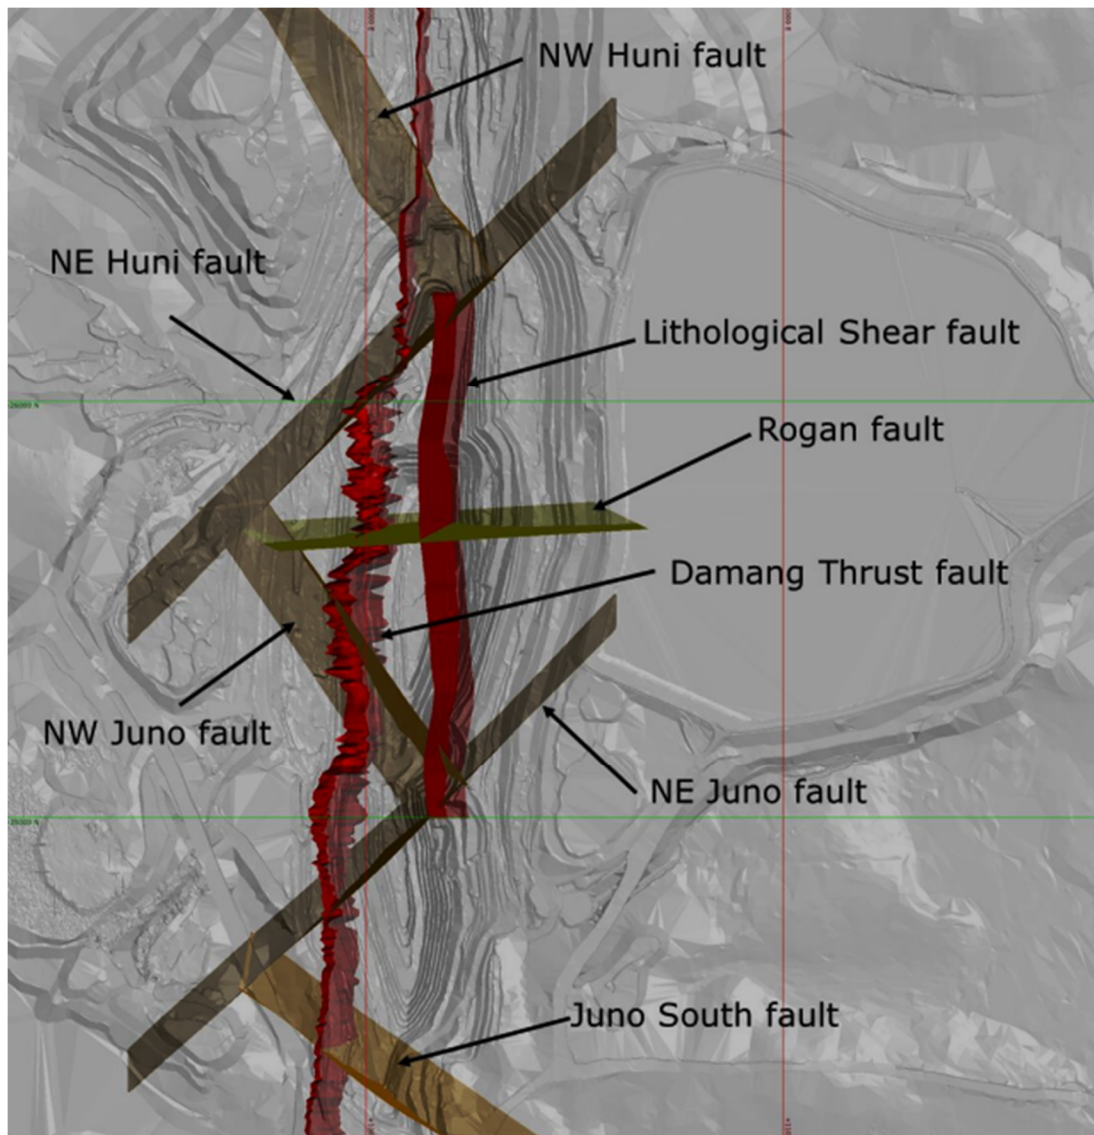 NW Huni fault
NE Huni fault
Lithological Shear fault
Rogan fault
Damang Thrust fault
NW Juno fault
NE Juno fault
Juno South fault